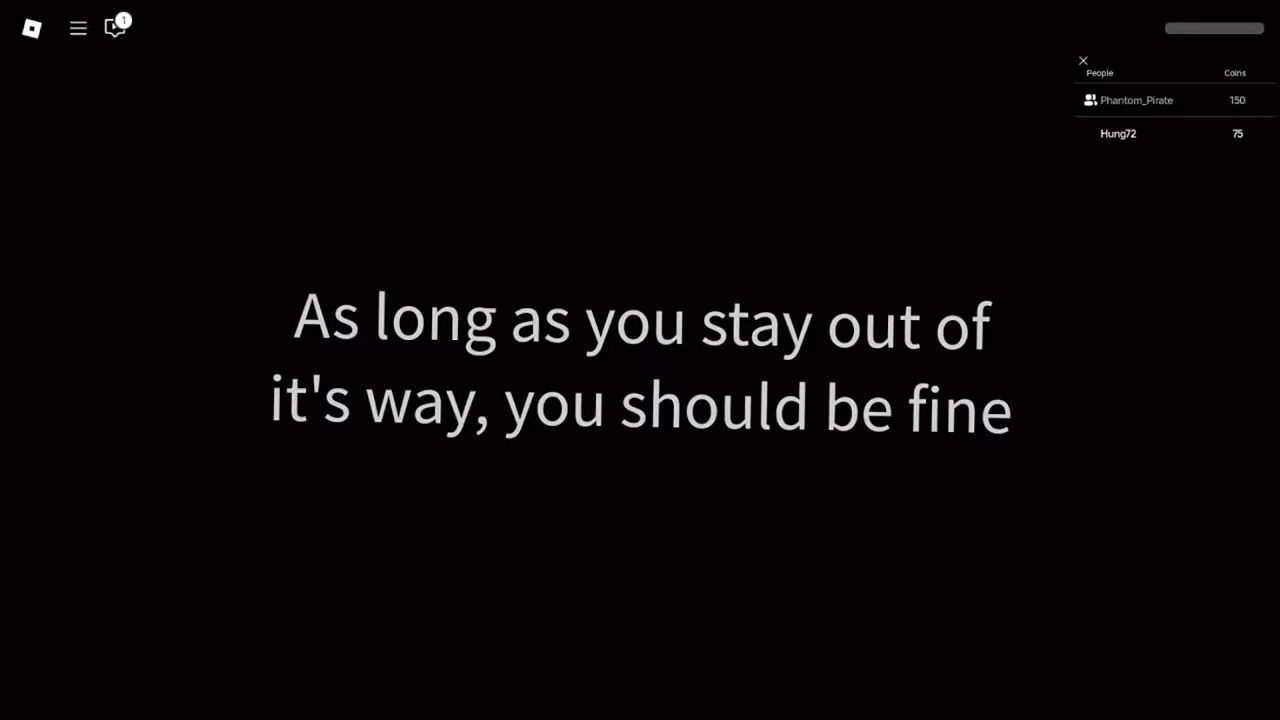 1
People Coins
Phantom_Pirate 150
Hung72 75
As long as you stay out of
it's way, you should be fine